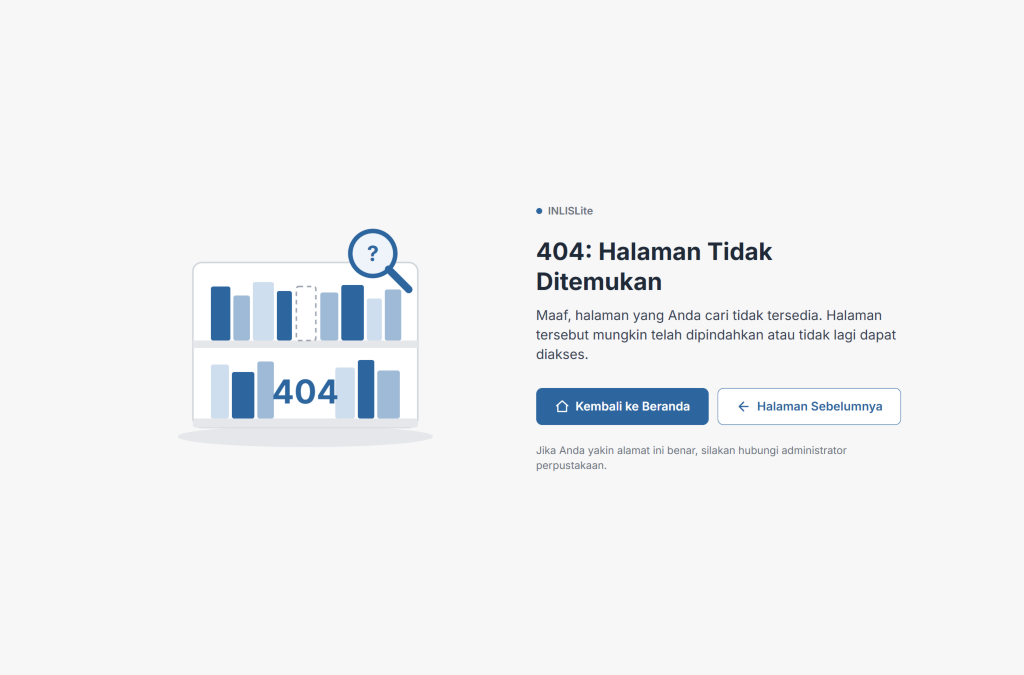 ?
404
INLISLite
404: Halaman Tidak
Ditemukan
Maaf, halaman yang Anda cari tidak tersedia. Halaman
tersebut mungkin telah dipindahkan atau tidak lagi dapat
diakses.
Kembali ke Beranda
Halaman Sebelumnya
Jika Anda yakin alamat ini benar, silakan hubungi administrator
perpustakaan.